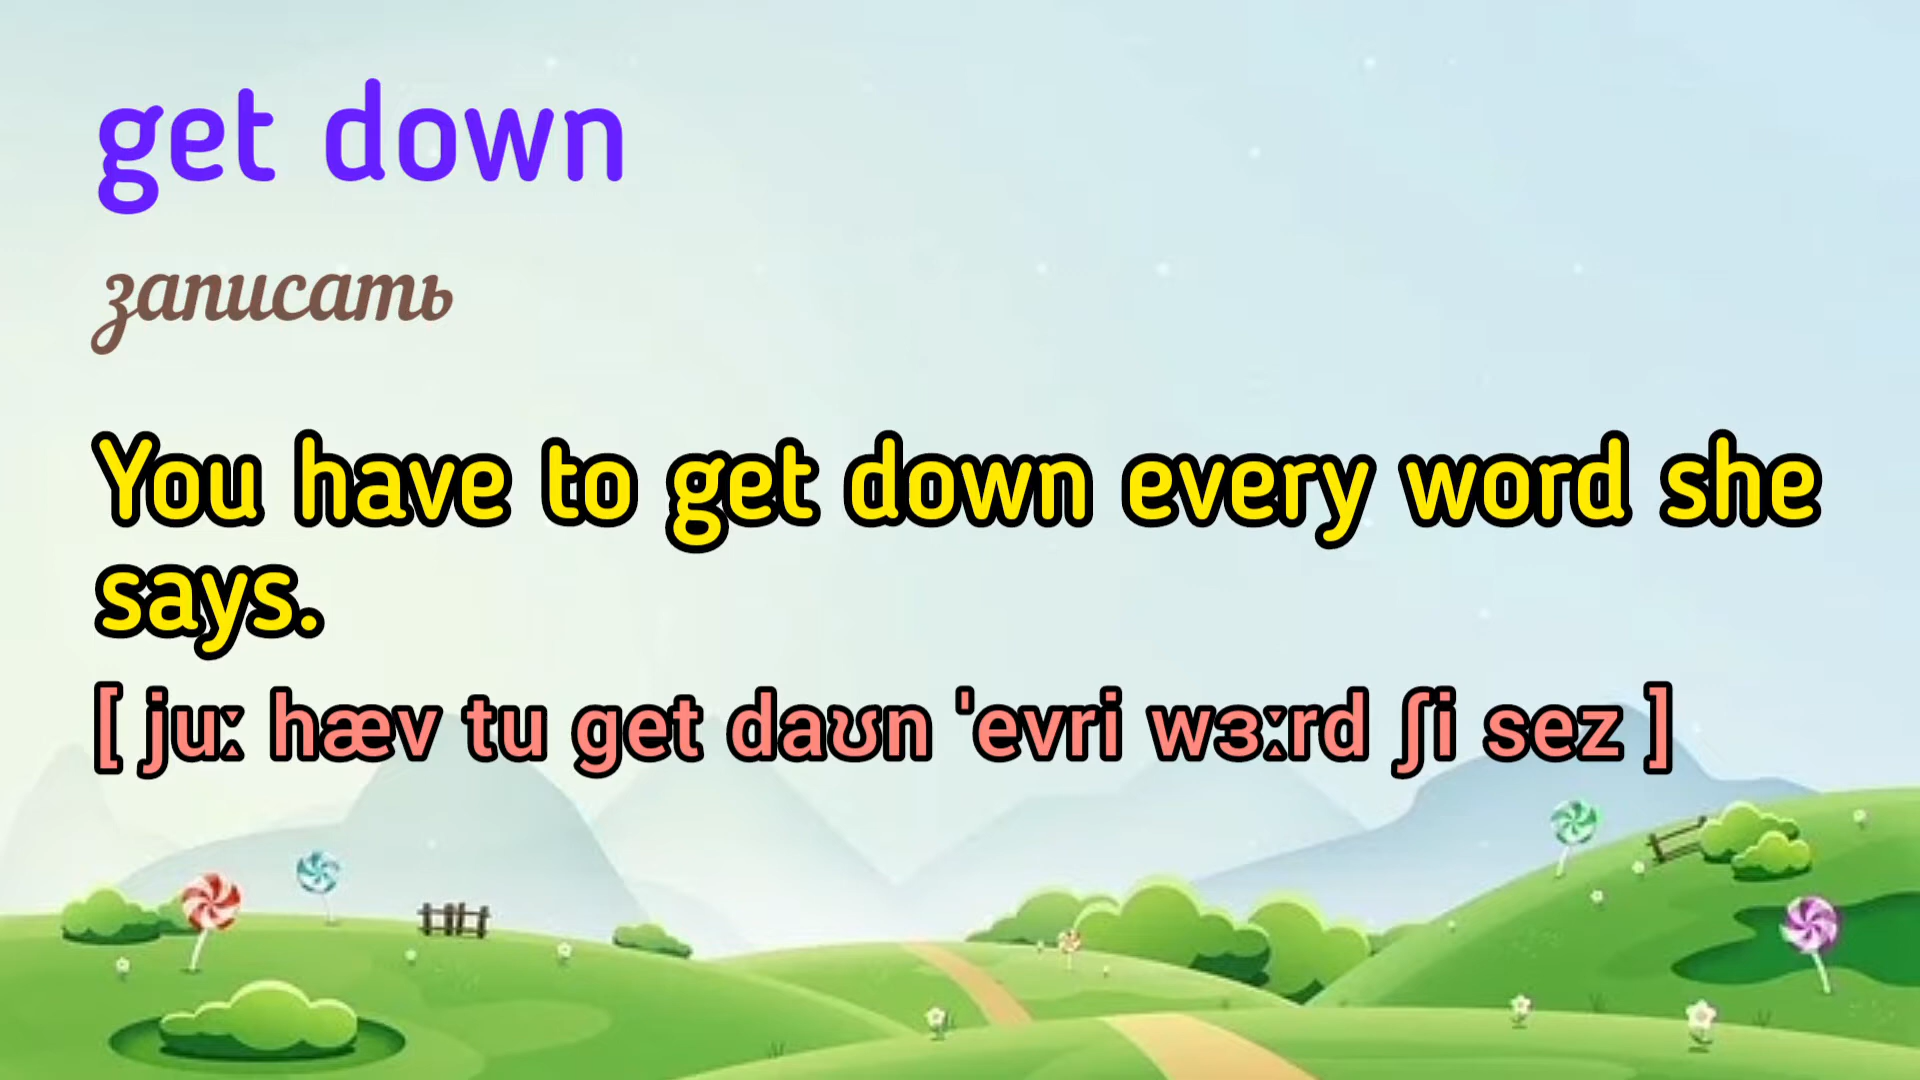 get down
записать
You have to get down every word she
says.
[ juː hæv tu get daʊn ˈevri wɜːrd ʃi sez ]